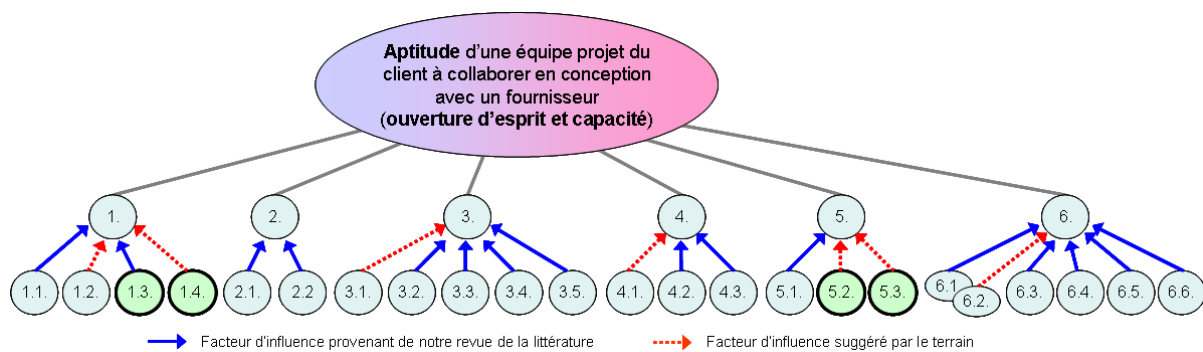 Aptitude d'une équipe projet du
client à collaborer en conception
avec un fournisseur
(ouverture d'esprit et capacité)
1. 2. 3. 4. 5. 6.
1.1. 1.2. 1.3. 1.4. 2.1. 2.2 3.1. 3.2. 3.3. 3.4. 3.5. 4.1. 4.2. 4.3. 5.1. 5.2. 5.3. 6.1 6.2. 6.3. 6.4. 6.5. 6.6.
Facteur d'influence provenant de notre revue de la littérature Facteur d'influence suggéré par le terrain